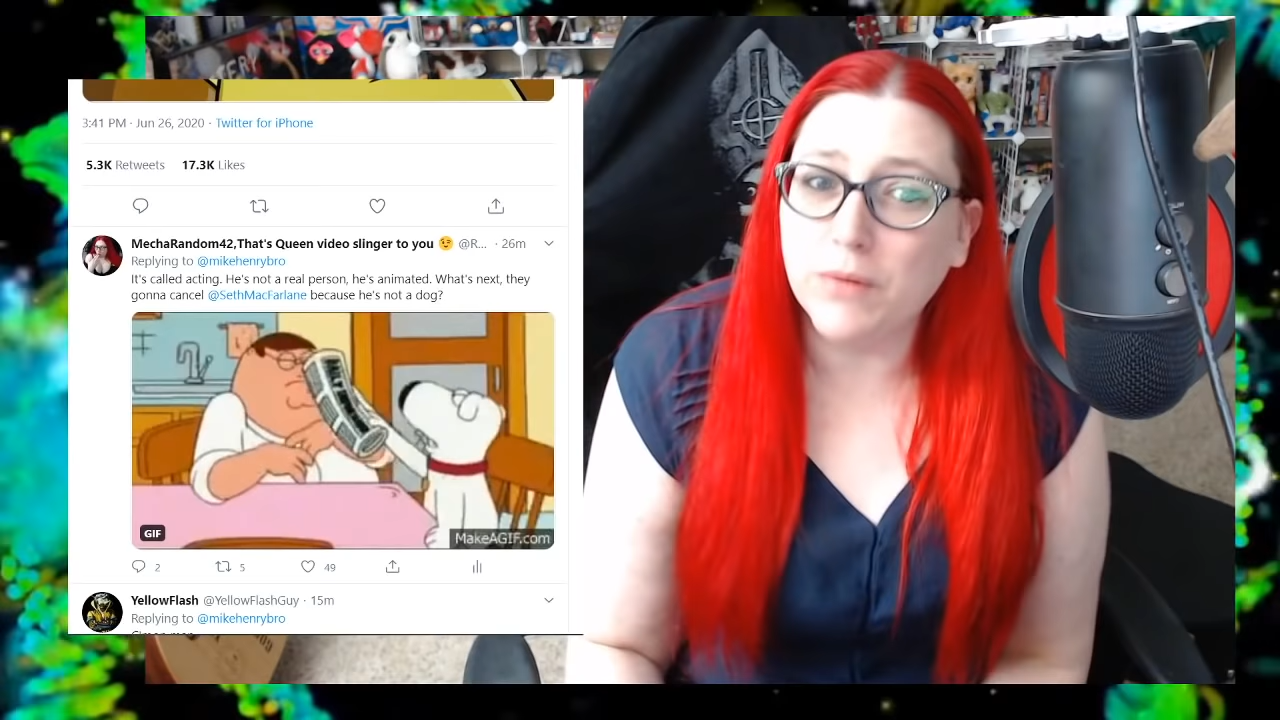 3:41 PM · Jun 26, 2020 · Twitter for iPhone
5.3K Retweets 17.3K Likes
MechaRandom42,That's Queen video slinger to you 😉 @R... · 26m
Replying to @mikehenrybro
It's called acting. He's not a real person, he's animated. What's next, they
gonna cancel @SethMacFarlane because he's not a dog?
GIF
MakeAGIF.com
2 5 49
YellowFlash @YellowFlashGuy · 15m
Replying to @mikehenrybro